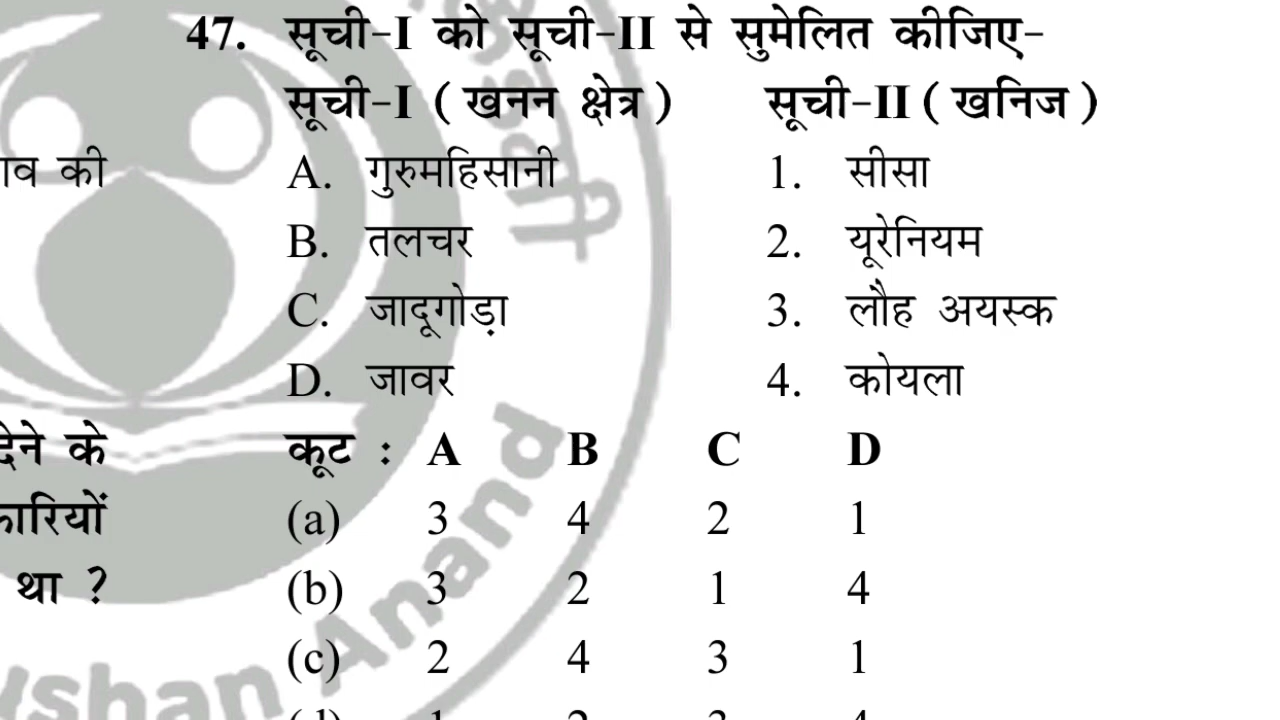 47. सूची-I को सूची-II से सुमेलित कीजिए-
सूची-I ( खनन क्षेत्र ) सूची-II ( खनिज )
A. गुरुमहिसानी 1. सीसा
B. तलचर 2. यूरेनियम
C. जादूगोड़ा 3. लौह अयस्क
D. जावर 4. कोयला
कूट : A B C D
(a) 3 4 2 1
(b) 3 2 1 4
(c) 2 4 3 1
की
देने के
था ?
Anand